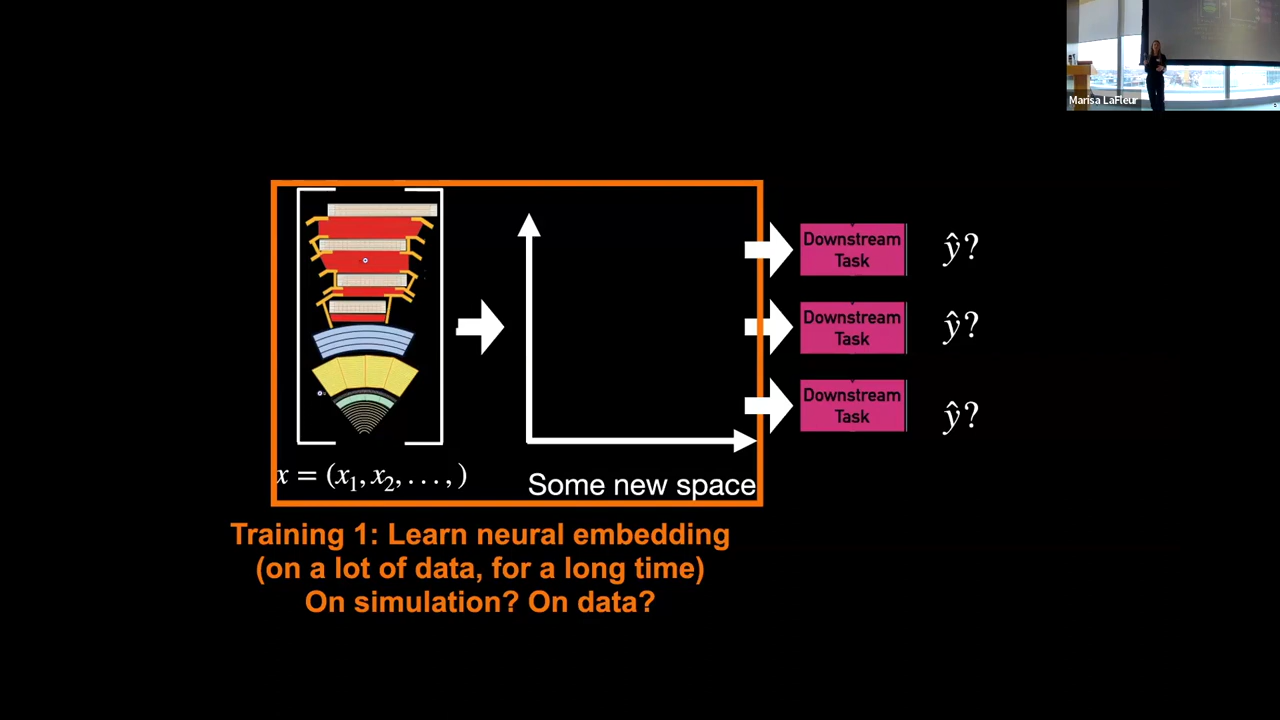 Marisa LaFleur
Downstream
Task
ŷ?
Downstream
Task
ŷ?
Downstream
Task
ŷ?
x = (x₁, x₂, . . . , )
Some new space
Training 1: Learn neural embedding
(on a lot of data, for a long time)
On simulation? On data?